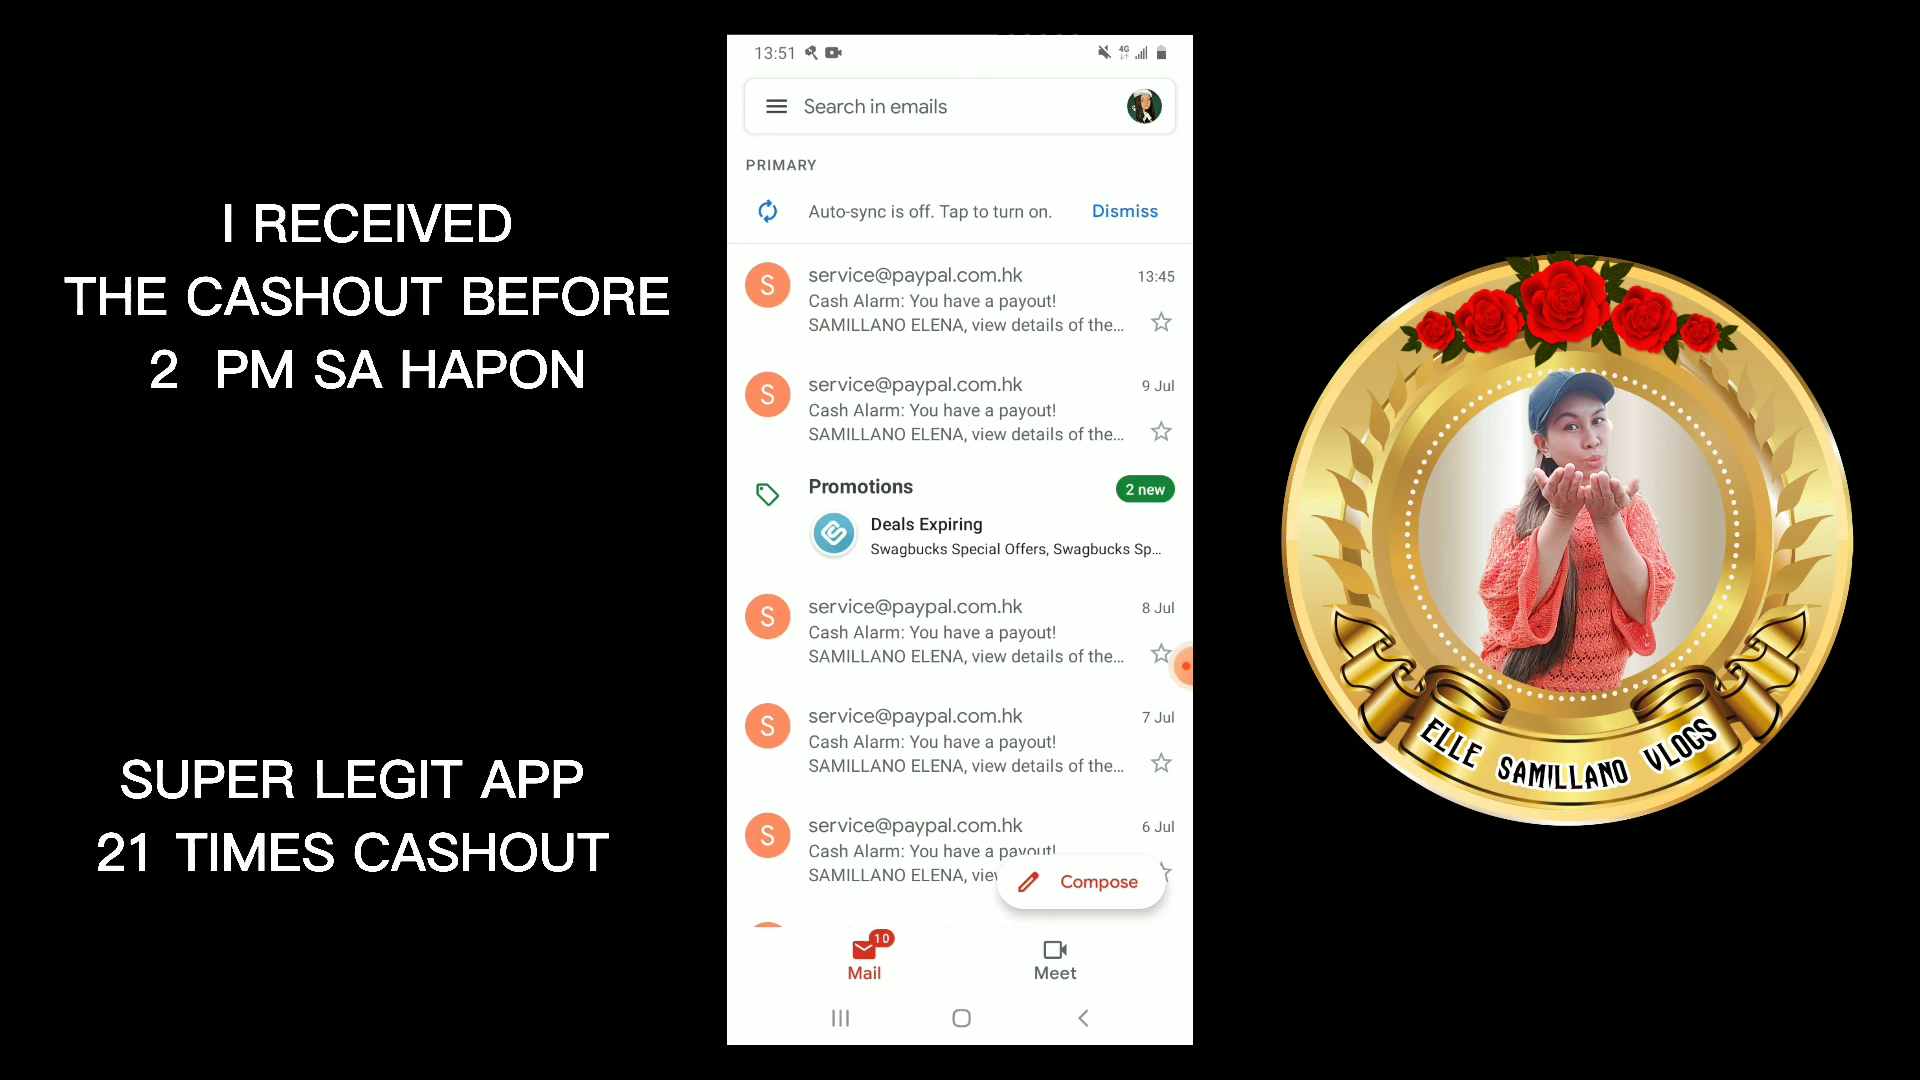 I RECEIVED
THE CASHOUT BEFORE
2 PM SA HAPON
SUPER LEGIT APP
21 TIMES CASHOUT
13:51
4G
Search in emails
PRIMARY
Auto-sync is off. Tap to turn on. Dismiss
S
service@paypal.com.hk 13:45
Cash Alarm: You have a payout!
SAMILLANO ELENA, view details of the...
S
service@paypal.com.hk 9 Jul
Cash Alarm: You have a payout!
SAMILLANO ELENA, view details of the...
Promotions 2 new
Deals Expiring
Swagbucks Special Offers, Swagbucks Sp...
S
service@paypal.com.hk 8 Jul
Cash Alarm: You have a payout!
SAMILLANO ELENA, view details of the...
S
service@paypal.com.hk 7 Jul
Cash Alarm: You have a payout!
SAMILLANO ELENA, view details of the...
S
service@paypal.com.hk 6 Jul
Cash Alarm: You have a payout!
SAMILLANO ELENA, view
Compose
10
Mail Meet
ELLE SAMILLANO VLOGS